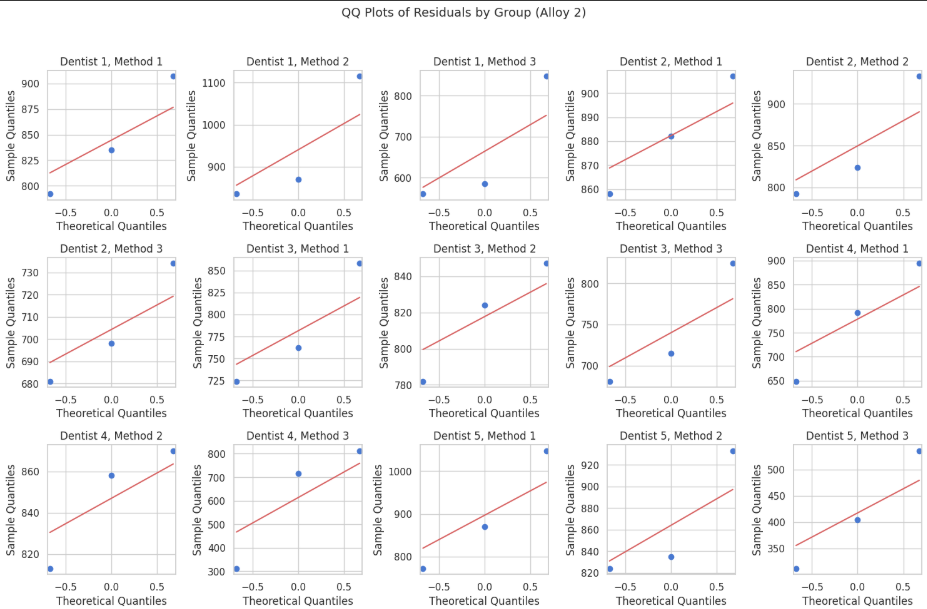 QQ Plots of Residuals by Group (Alloy 2)
Dentist 1, Method 1
Dentist 1, Method 2
Dentist 1, Method 3
Dentist 2, Method 1
Dentist 2, Method 2
Sample Quantiles
900
875
850
825
800
Sample Quantiles
1100
1000
900
Sample Quantiles
800
700
600
Sample Quantiles
900
890
880
870
860
Sample Quantiles
900
850
800
−0.5 0.0 0.5
−0.5 0.0 0.5
−0.5 0.0 0.5
−0.5 0.0 0.5
−0.5 0.0 0.5
Theoretical Quantiles
Theoretical Quantiles
Theoretical Quantiles
Theoretical Quantiles
Theoretical Quantiles
Dentist 2, Method 3
Dentist 3, Method 1
Dentist 3, Method 2
Dentist 3, Method 3
Dentist 4, Method 1
Sample Quantiles
730
720
710
700
690
680
Sample Quantiles
850
825
800
775
750
725
Sample Quantiles
840
820
800
780
Sample Quantiles
800
750
700
Sample Quantiles
900
850
800
750
700
650
−0.5 0.0 0.5
−0.5 0.0 0.5
−0.5 0.0 0.5
−0.5 0.0 0.5
−0.5 0.0 0.5
Theoretical Quantiles
Theoretical Quantiles
Theoretical Quantiles
Theoretical Quantiles
Theoretical Quantiles
Dentist 4, Method 2
Dentist 4, Method 3
Dentist 5, Method 1
Dentist 5, Method 2
Dentist 5, Method 3
Sample Quantiles
860
840
820
Sample Quantiles
800
700
600
500
400
300
Sample Quantiles
1000
900
800
Sample Quantiles
920
900
880
860
840
820
Sample Quantiles
500
450
400
350
−0.5 0.0 0.5
−0.5 0.0 0.5
−0.5 0.0 0.5
−0.5 0.0 0.5
−0.5 0.0 0.5
Theoretical Quantiles
Theoretical Quantiles
Theoretical Quantiles
Theoretical Quantiles
Theoretical Quantiles